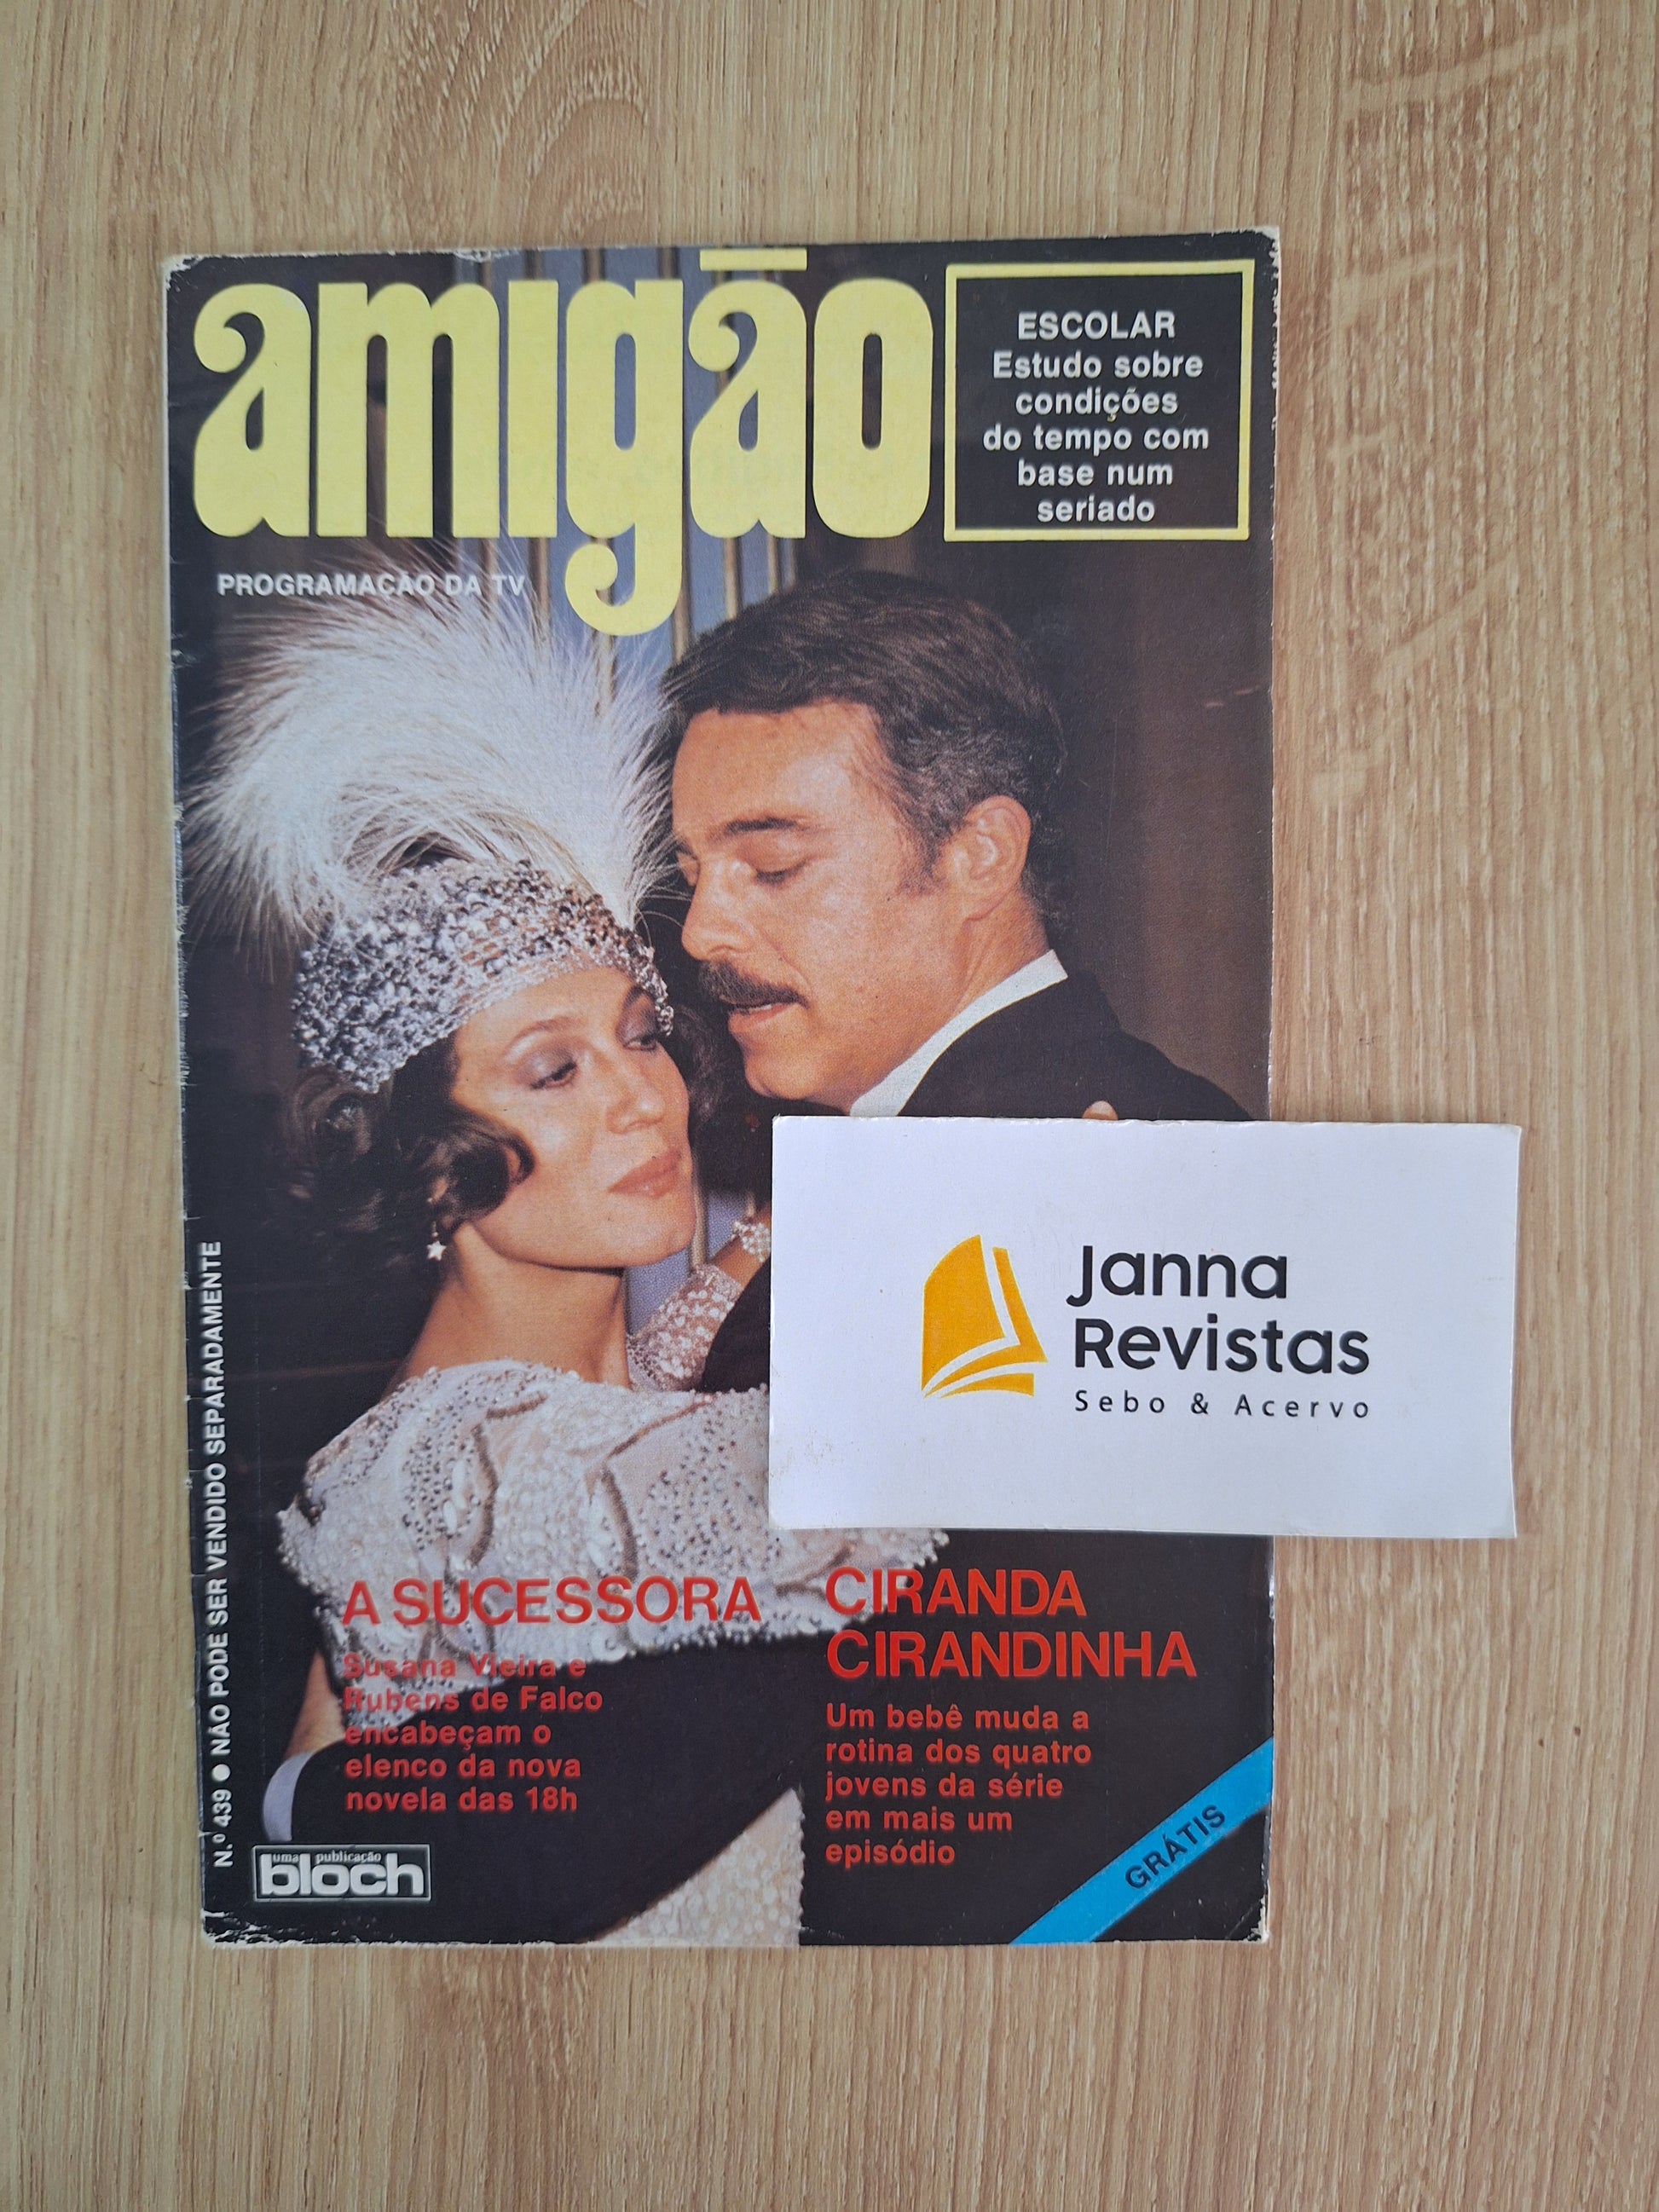 amigão
ESCOLAR
Estudo sobre
condições
do tempo com
base num
seriado
PROGRAMAÇÃO DA TV
Janna
Revistas
Sebo & Acervo
A SUCESSORA
Susana Vieira e
Rubens de Falco
encabeçam o
elenco da nova
novela das 18h
CIRANDA
CIRANDINHA
Um bebê muda a
rotina dos quatro
jovens da série
em mais um
episódio
GRÁTIS
N.º 439 ● NÃO PODE SER VENDIDO SEPARADAMENTE
uma publicação
bloch